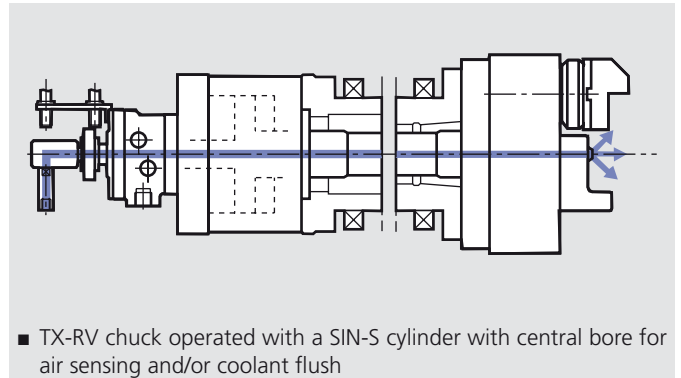 ■ TX-RV chuck operated with a SIN-S cylinder with central bore for
air sensing and/or coolant flush